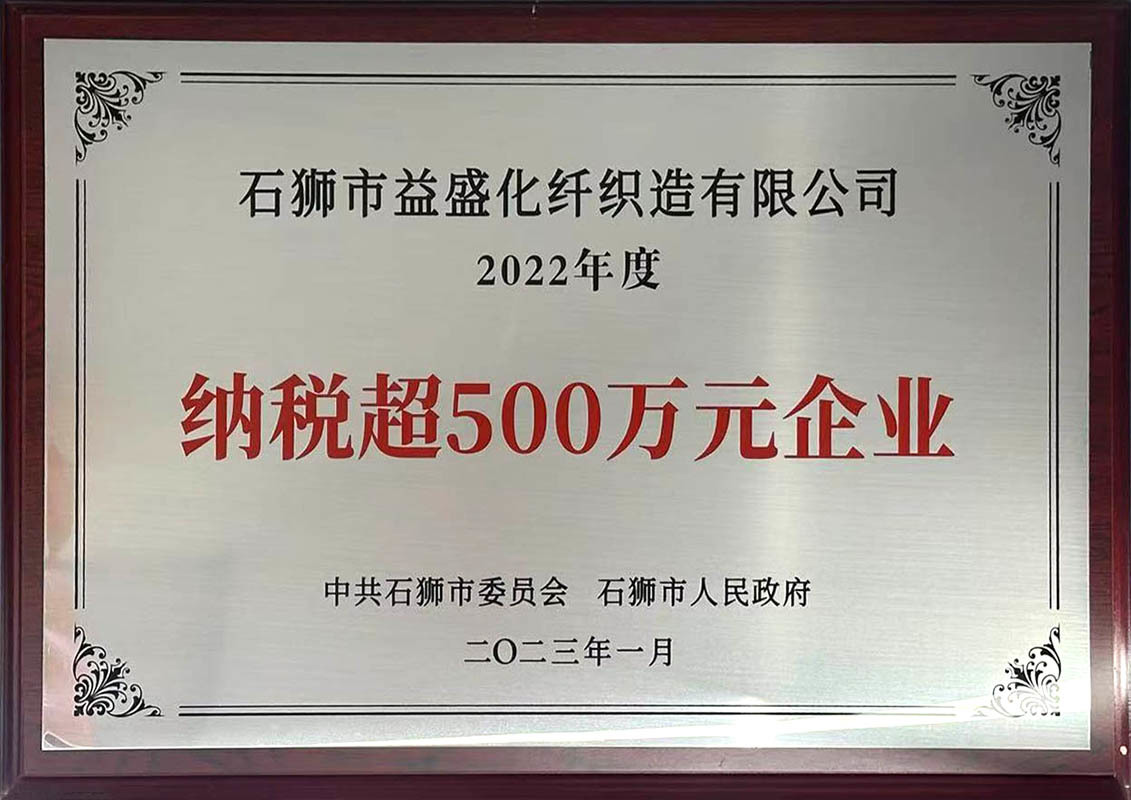 石狮市益盛化纤织造有限公司
2022年度
纳税超500万元企业
中共石狮市委员会 石狮市人民政府
二〇二三年一月